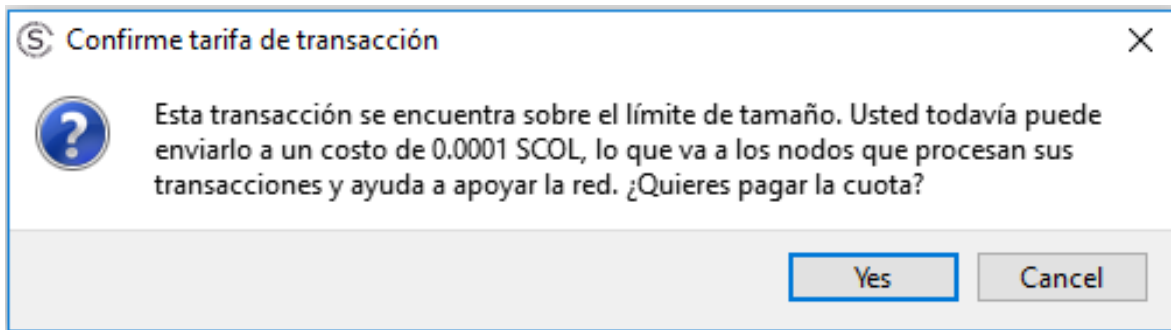 Confirme tarifa de transacción
Esta transacción se encuentra sobre el límite de tamaño. Usted todavía puede
enviarlo a un costo de 0.0001 SCOL, lo que va a los nodos que procesan sus
transacciones y ayuda a apoyar la red. ¿Quieres pagar la cuota?
Yes
Cancel